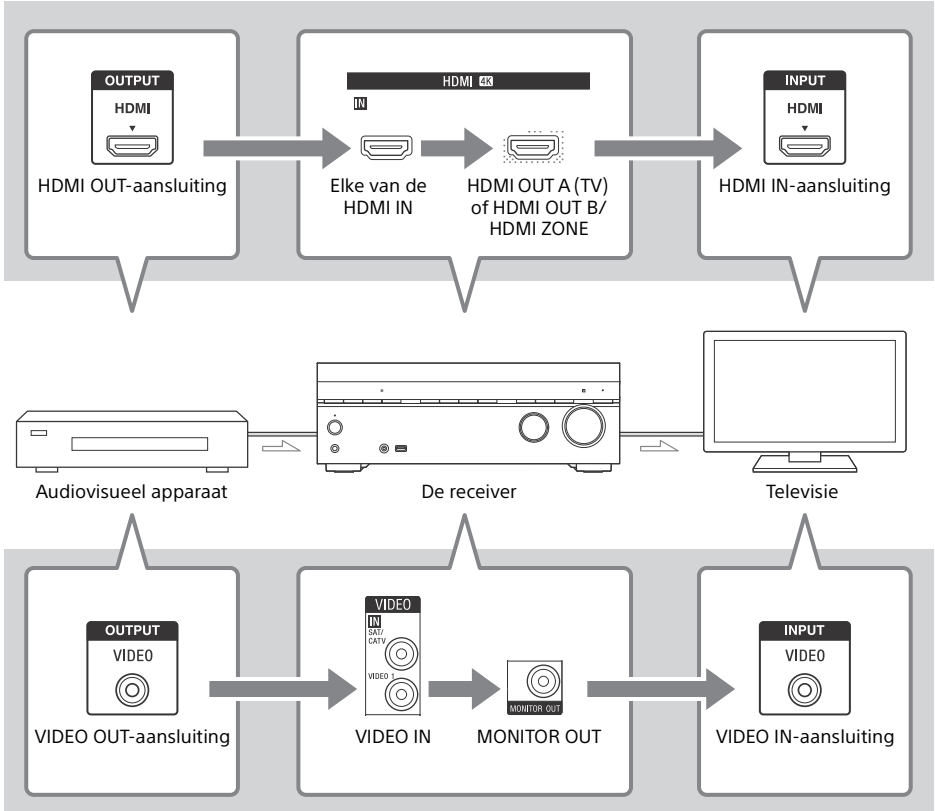 OUTPUT
HDMI
HDMI OUT-aansluiting
HDMI 4K
IN
Elke van de
HDMI IN
HDMI OUT A (TV)
of HDMI OUT B/
HDMI ZONE
INPUT
HDMI
HDMI IN-aansluiting
Audiovisueel apparaat
De receiver
Televisie
OUTPUT
VIDEO
VIDEO OUT-aansluiting
VIDEO
IN
SAT/
CATV
VIDEO 1
VIDEO IN
MONITOR OUT
MONITOR OUT
INPUT
VIDEO
VIDEO IN-aansluiting